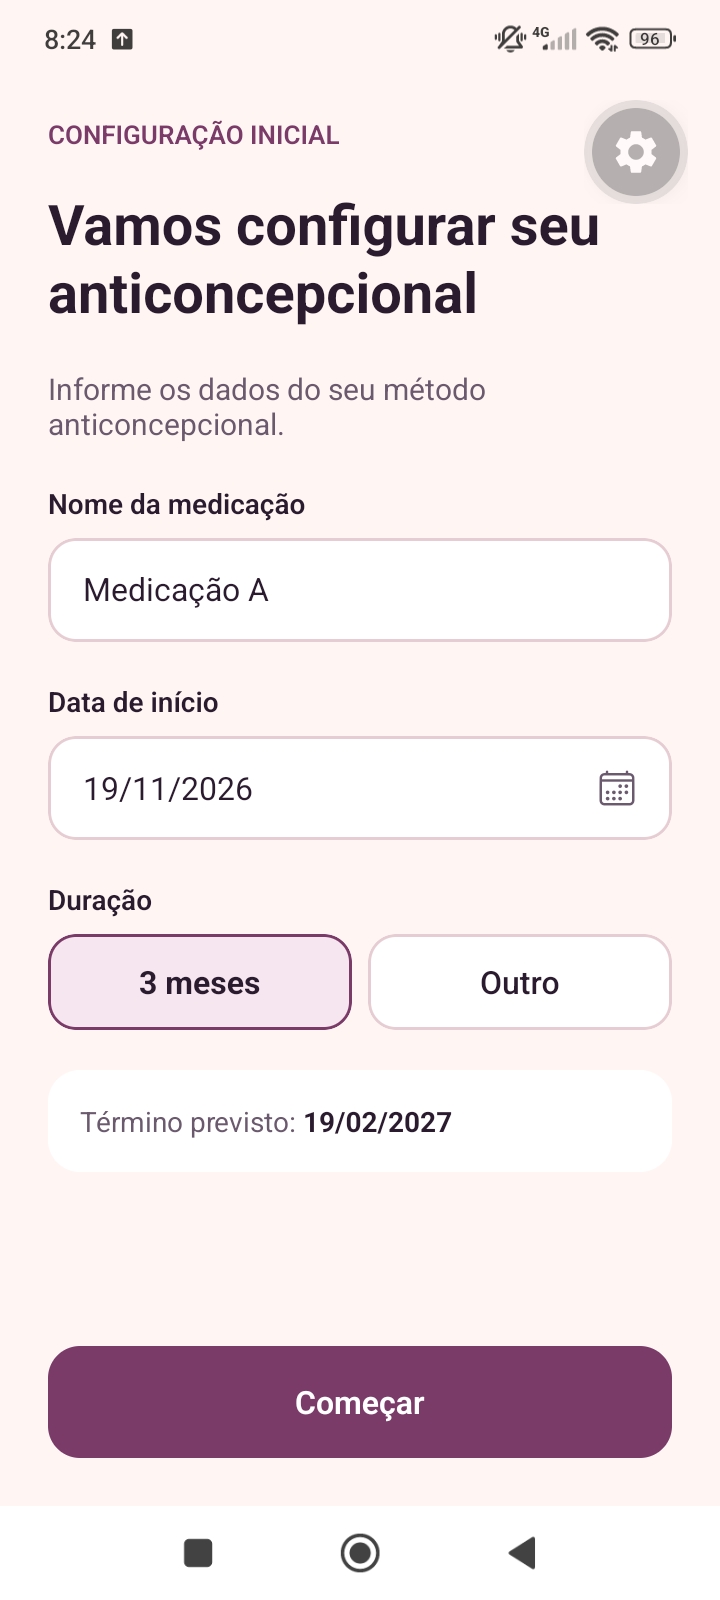 8:24
4G
96
CONFIGURAÇÃO INICIAL
Vamos configurar seu
anticoncepcional
Informe os dados do seu método
anticoncepcional.
Nome da medicação
Medicação A
Data de início
19/11/2026
Duração
3 meses
Outro
Término previsto: 19/02/2027
Começar